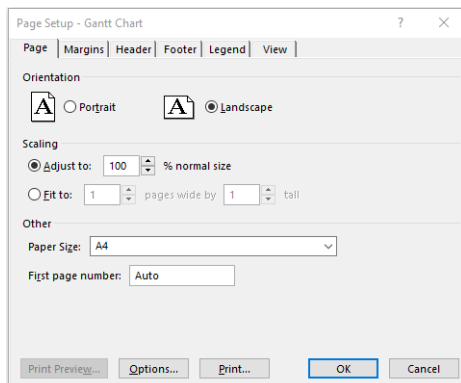 Page Setup - Gantt Chart ? ×
Page Margins Header Footer Legend View
Orientation
A Portrait A Landscape
Scaling
Adjust to: 100 % normal size
Fit to: 1 pages wide by 1 tall
Other
Paper Size: A4
First page number: Auto
Print Preview... Options... Print... OK Cancel